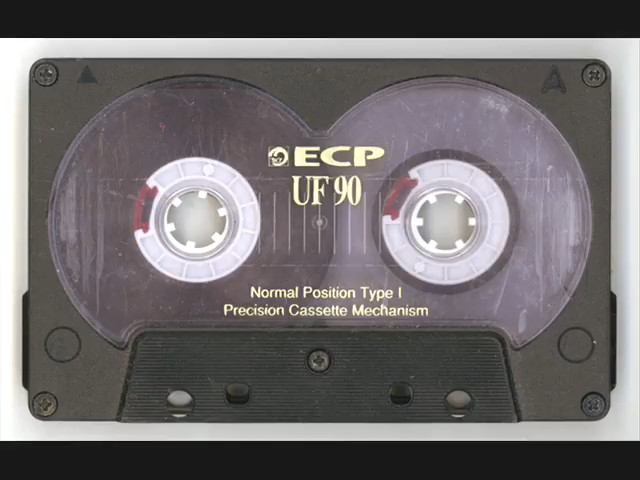 A
ECP
UF 90
Normal Position Type I
Precision Cassette Mechanism